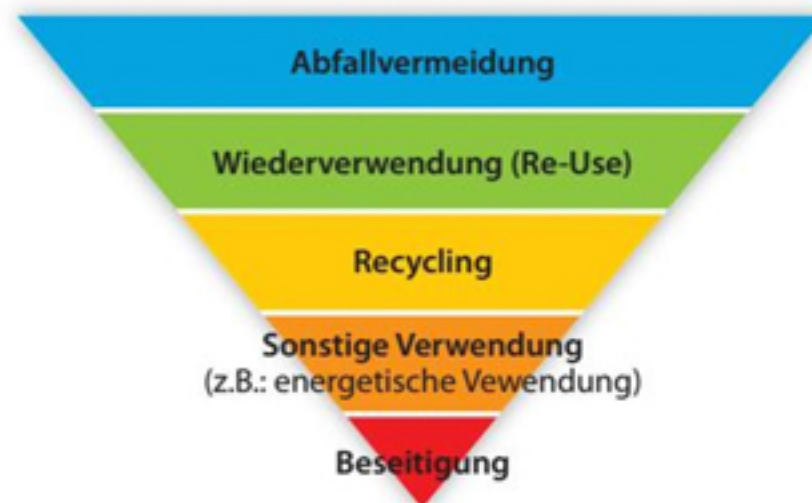 Abfallvermeidung
Wiederverwendung (Re-Use)
Recycling
Sonstige Verwendung
(z.B.: energetische Vewendung)
Beseitigung